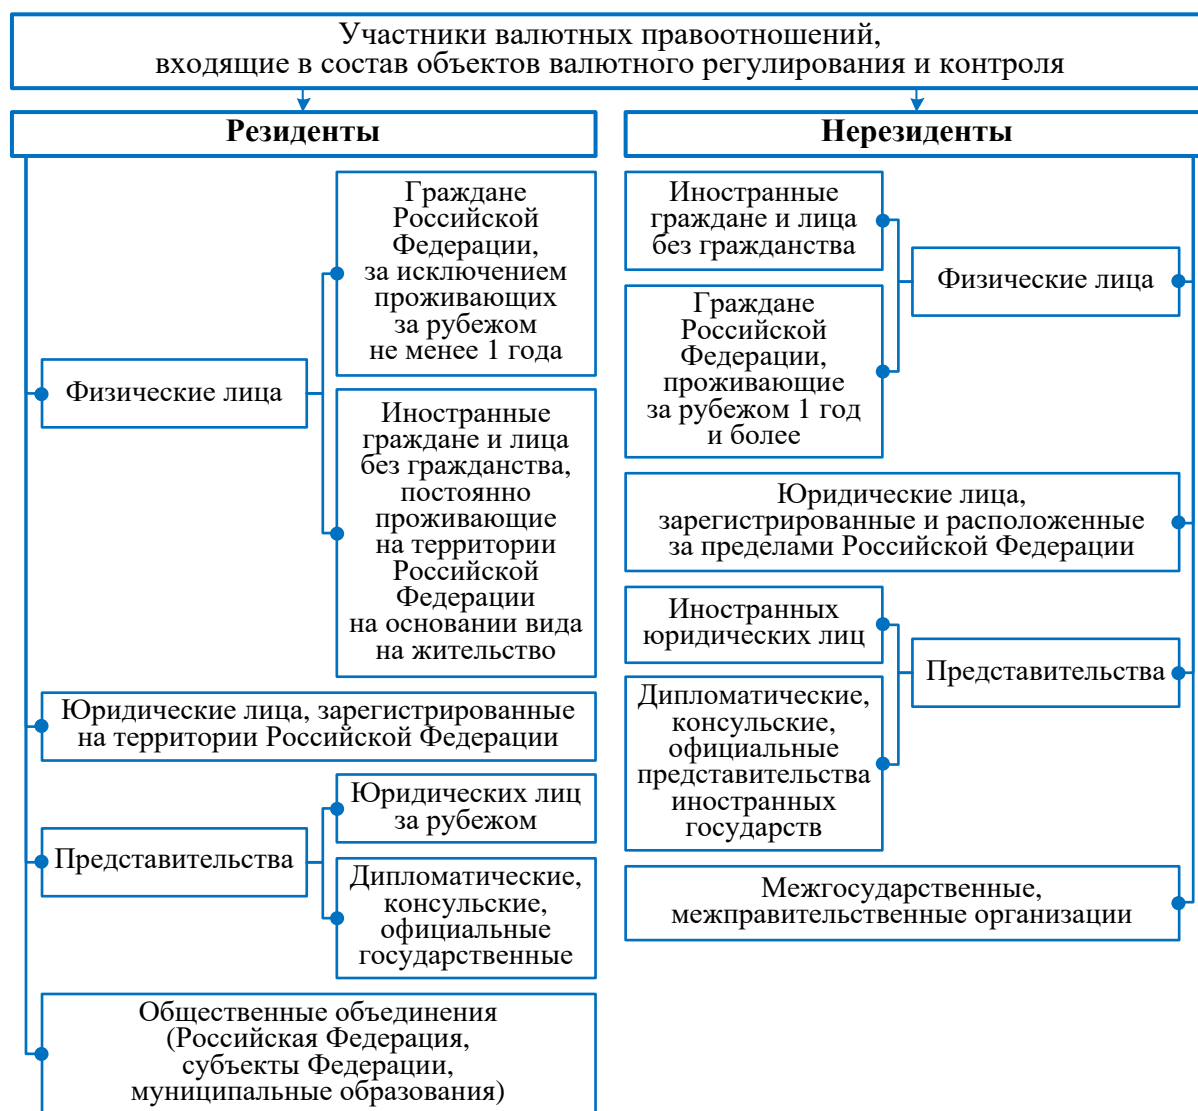 Участники валютных правоотношений,
входящие в состав объектов валютного регулирования и контроля
Резиденты
Граждане
Российской
Федерации,
за исключением
проживающих
за рубежом
не менее 1 года
Физические лица
Иностранные
граждане и лица
без гражданства,
постоянно
проживающие
на территории
Российской
Федерации
на основании вида
на жительство
Юридические лица, зарегистрированные
на территории Российской Федерации
Юридических лиц
за рубежом
Представительства
Дипломатические,
консульские,
официальные
государственные
Общественные объединения
(Российская Федерация,
субъекты Федерации,
муниципальные образования)
Нерезиденты
Иностранные
граждане и лица
без гражданства
Физические лица
Граждане
Российской
Федерации,
проживающие
за рубежом 1 год
и более
Юридические лица,
зарегистрированные и расположенные
за пределами Российской Федерации
Иностранных
юридических лиц
Представительства
Дипломатические,
консульские,
официальные
представительства
иностранных
государств
Межгосударственные,
межправительственные организации